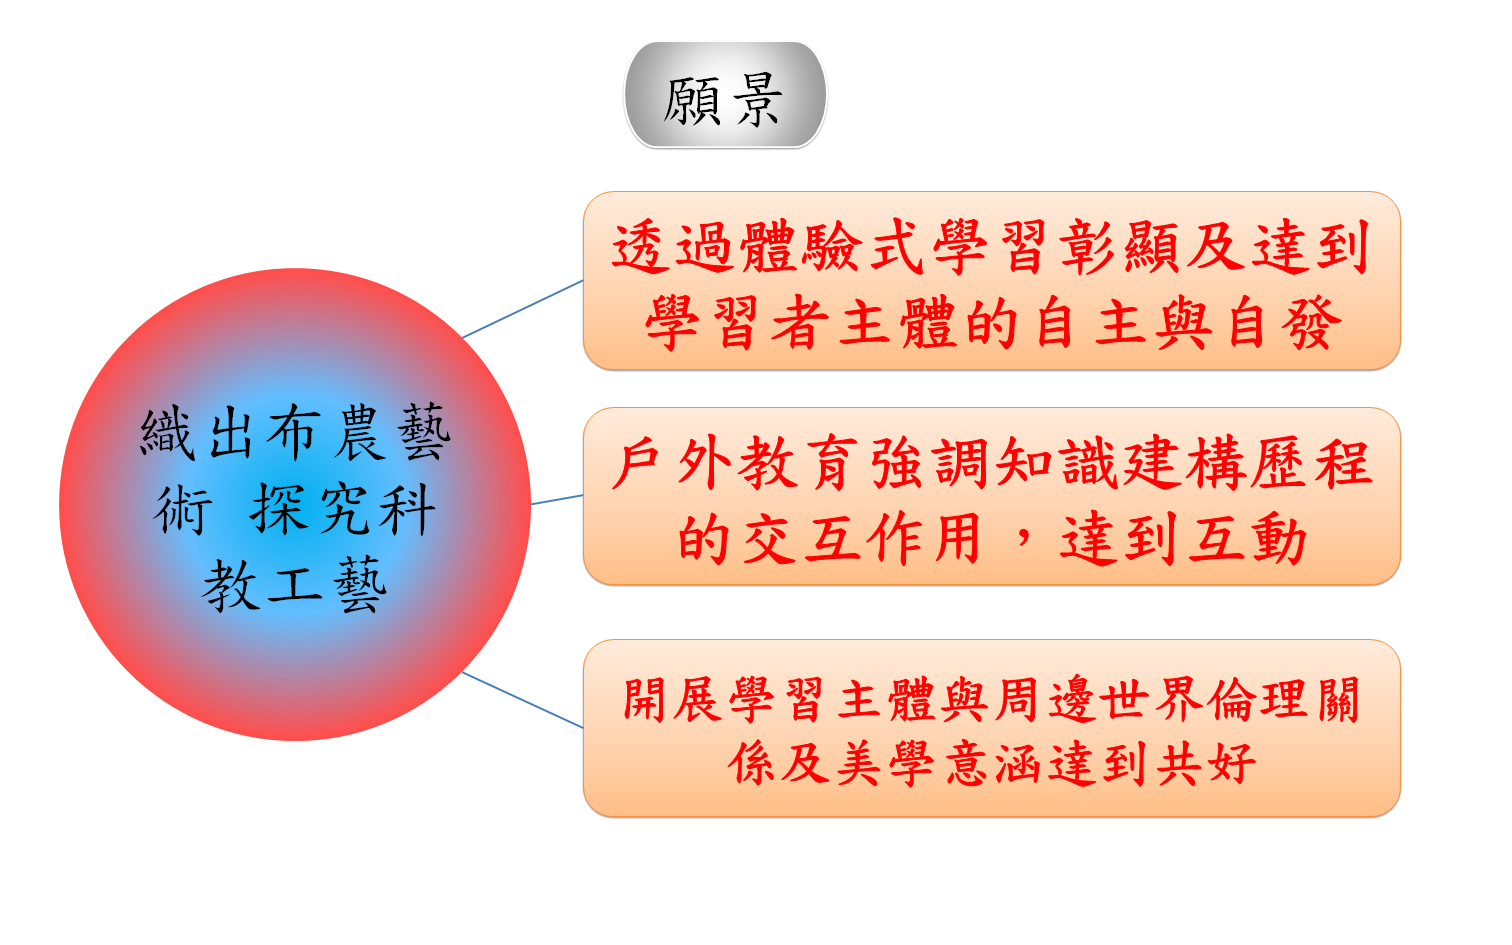 願景
織出布農藝
術 探究科
教工藝
透過體驗式學習彰顯及達到
學習者主體的自主與自發
戶外教育強調知識建構歷程
的交互作用，達到互動
開展學習主體與周邊世界倫理關
係及美學意涵達到共好